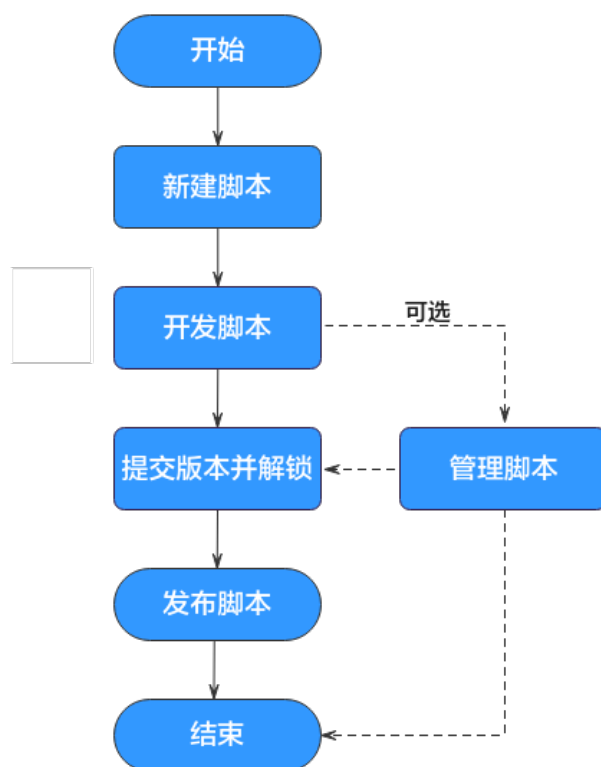 开始
新建脚本
开发脚本
可选
提交版本并解锁
管理脚本
发布脚本
结束